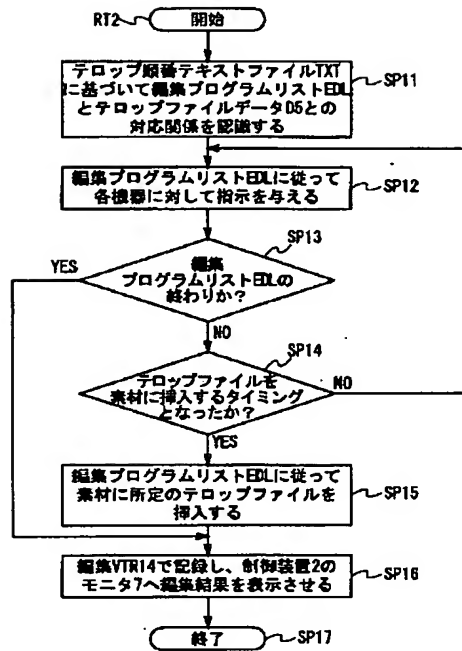 RT2
開始
テロップ順番テキストファイルTXT
に基づいて編集プログラムリストEDL
とテロップファイルデータD5との
対応関係を認識する
SP11
編集プログラムリストEDLに従って
各機器に対して指示を与える
SP12
SP13
YES
編集
プログラムリストEDLの
終わりか?
NO
SP14
テロップファイルを
素材に挿入するタイミング
となったか?
NO
YES
編集プログラムリストEDLに従って
素材に所定のテロップファイルを
挿入する
SP15
編集VTR14で記録し、制御装置2の
モニタ7へ編集結果を表示させる
SP16
終了
SP17